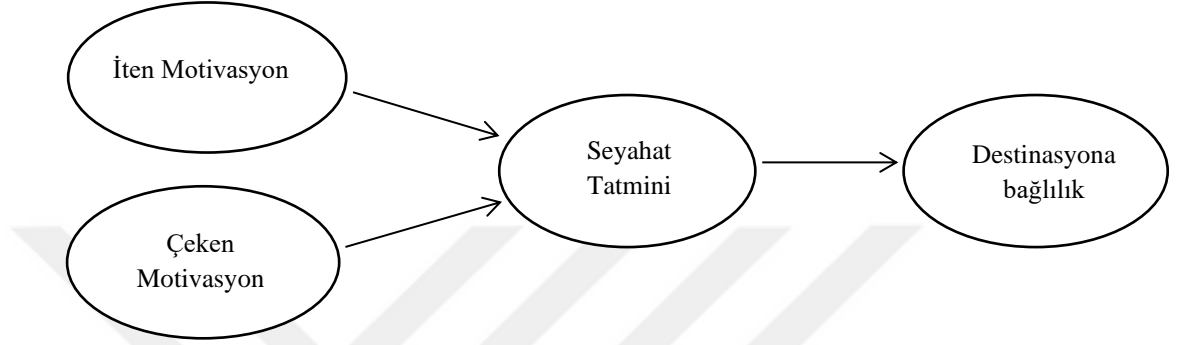 İten Motivasyon
Çeken
Motivasyon
Seyahat
Tatmini
Destinasyona
bağlılık